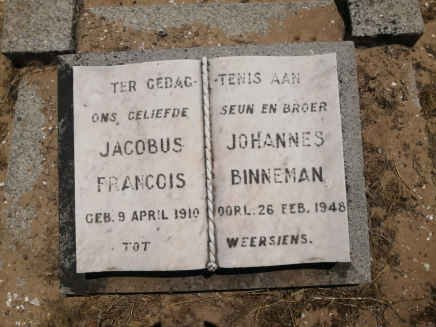 TER GEDAG- TENIS AAN
ONS GELIEFDE SEUN EN BROER
JACOBUS JOHANNES
FRANCOIS BINNEMAN
GEB. 9 APRIL 1910 OORL. 26 FEB. 1948
TOT WEERSIENS.